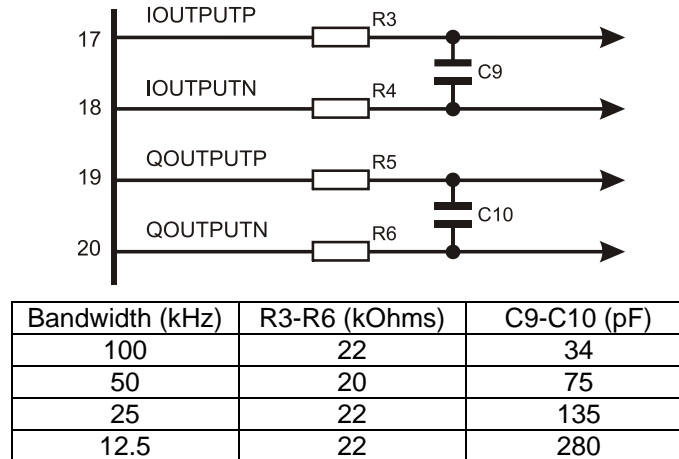 IOUTPUTP
17
R3
C9
IOUTPUTN
18
R4
QOUTPUTP
19
R5
C10
QOUTPUTN
20
R6
Bandwidth (kHz) R3-R6 (kOhms) C9-C10 (pF)
100 22 34
50 20 75
25 22 135
12.5 22 280